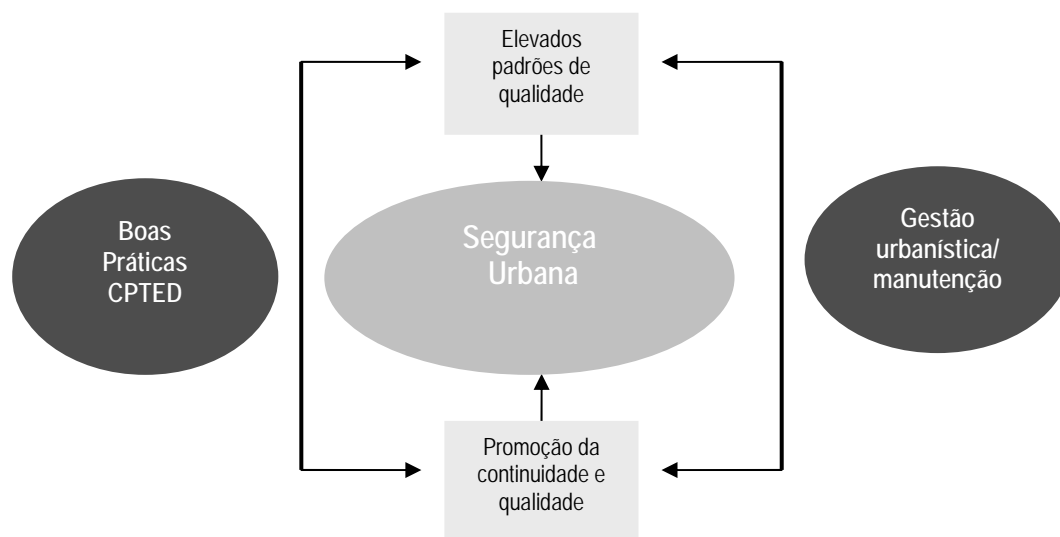 Elevados
padrões de
qualidade
Boas
Práticas
CPTED
Segurança
Urbana
Gestão
urbanística/
manutenção
Promoção da
continuidade e
qualidade